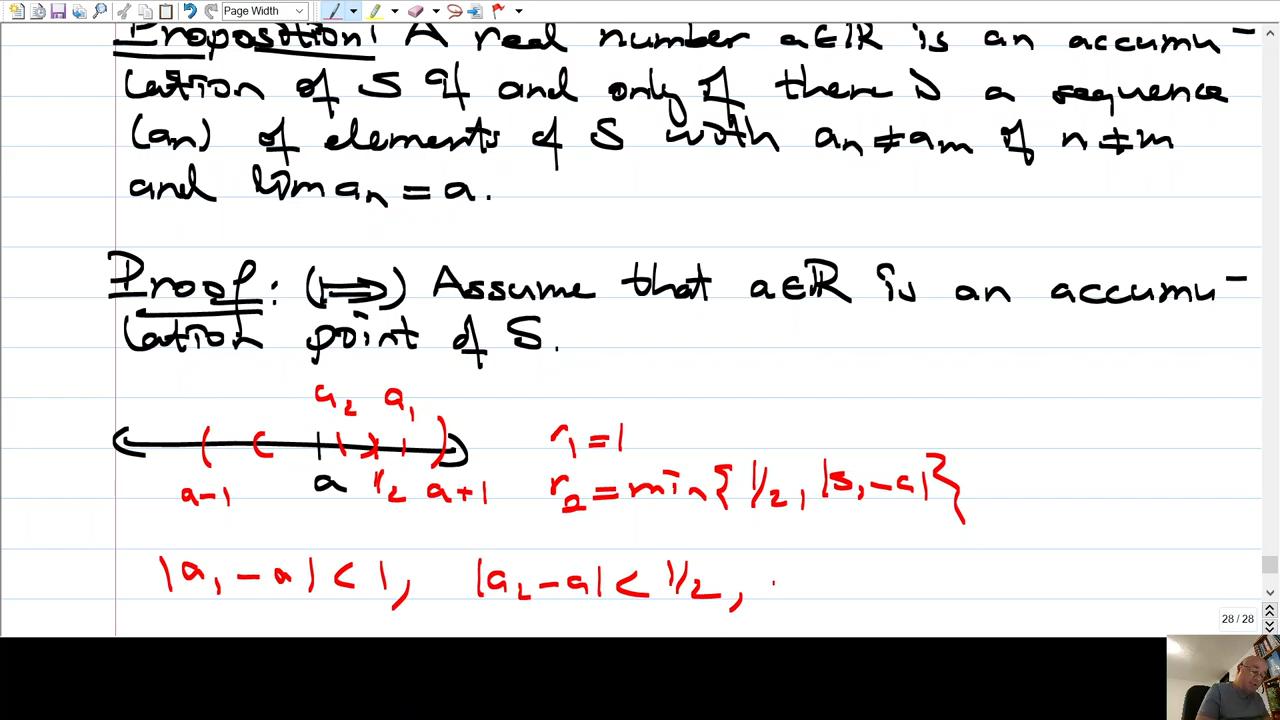 Page Width
Proposition: A real number a∈ℝ is an accumu-
lation of S if and only if there is a sequence
(an) of elements of S with an ≠ am if n ≠ m
and lim an = a.
Proof: (⟹) Assume that a∈ℝ is an accumu-
lation point of S.
a2 a1
a-1 a 1/2 a+1
r1 = 1
r2 = min{1/2, |s1-a|}
|a1 - a| < 1, |a2 - a| < 1/2,
28 / 28